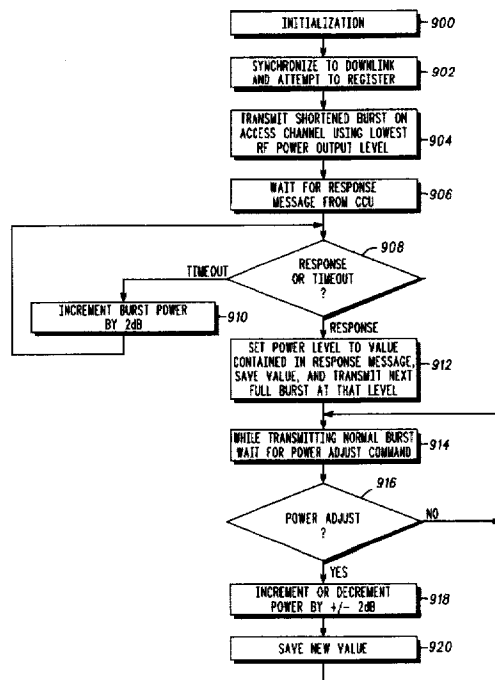 INITIALIZATION
900
SYNCHRONIZE TO DOWNLINK
AND ATTEMPT TO REGISTER
902
TRANSMIT SHORTENED BURST ON
ACCESS CHANNEL USING LOWEST
RF POWER OUTPUT LEVEL
904
WAIT FOR RESPONSE
MESSAGE FROM CCU
906
908
TIMEOUT
RESPONSE
OR TIMEOUT
?
INCREMENT BURST POWER
BY 2dB
910
RESPONSE
SET POWER LEVEL TO VALUE
CONTAINED IN RESPONSE MESSAGE,
SAVE VALUE, AND TRANSMIT NEXT
FULL BURST AT THAT LEVEL
912
WHILE TRANSMITTING NORMAL BURST
WAIT FOR POWER ADJUST COMMAND
914
916
POWER ADJUST
?
NO
YES
INCREMENT OR DECREMENT
POWER BY +/- 2dB
918
SAVE NEW VALUE
920